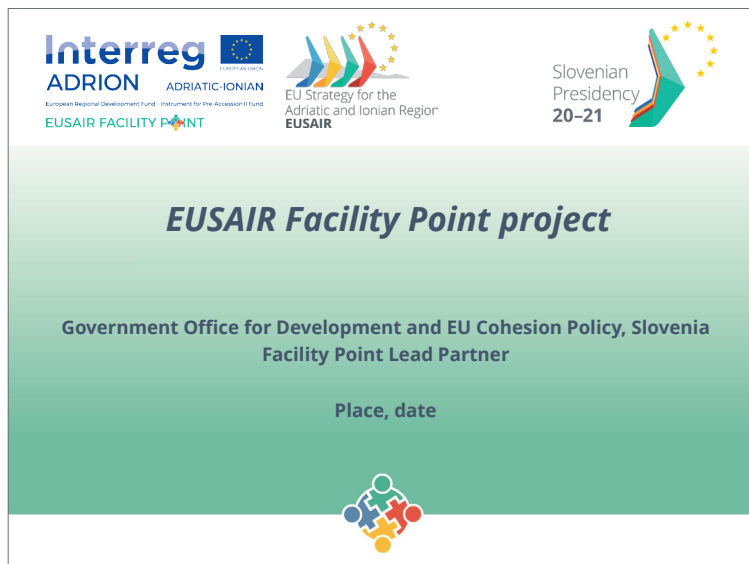 Interreg
EUROPEAN UNION
ADRION ADRIATIC-IONIAN
European Regional Development Fund - Instrument for Pre-Accession II Fund
EUSAIR FACILITY POINT
EU Strategy for the
Adriatic and Ionian Region
EUSAIR
Slovenian
Presidency
20–21
EUSAIR Facility Point project
Government Office for Development and EU Cohesion Policy, Slovenia
Facility Point Lead Partner
Place, date